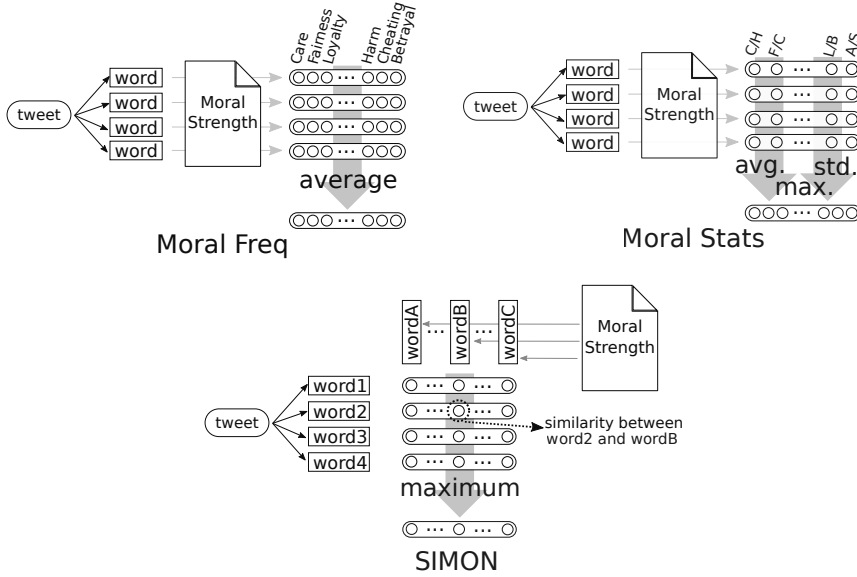 Care
Fairness
Loyalty
Harm
Cheating
Betrayal
tweet
word
word
word
word
Moral
Strength
...
...
...
...
average
...
Moral Freq
C/H
F/C
L/B
A/S
tweet
word
word
word
word
Moral
Strength
...
...
...
...
avg.
std.
max.
...
Moral Stats
wordA
...
wordB
...
wordC
Moral
Strength
tweet
word1
word2
word3
word4
... ...
... ...
... ...
... ...
similarity between
word2 and wordB
maximum
... ...
SIMON